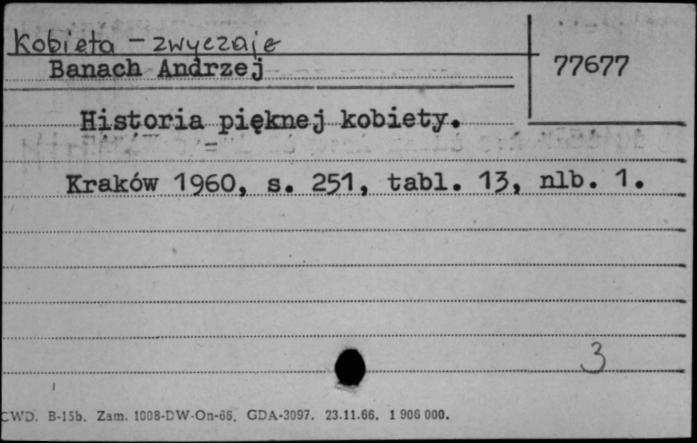 Kobieta - zwyczaje
Banach Andrzej
77677
Historia pięknej kobiety.
Kraków 1960, s. 251, tabl. 13, nlb. 1.
3
CWD. B-15b. Zam. 1008-DW-On-66. GDA-3097. 23.11.66. 1 906 000.